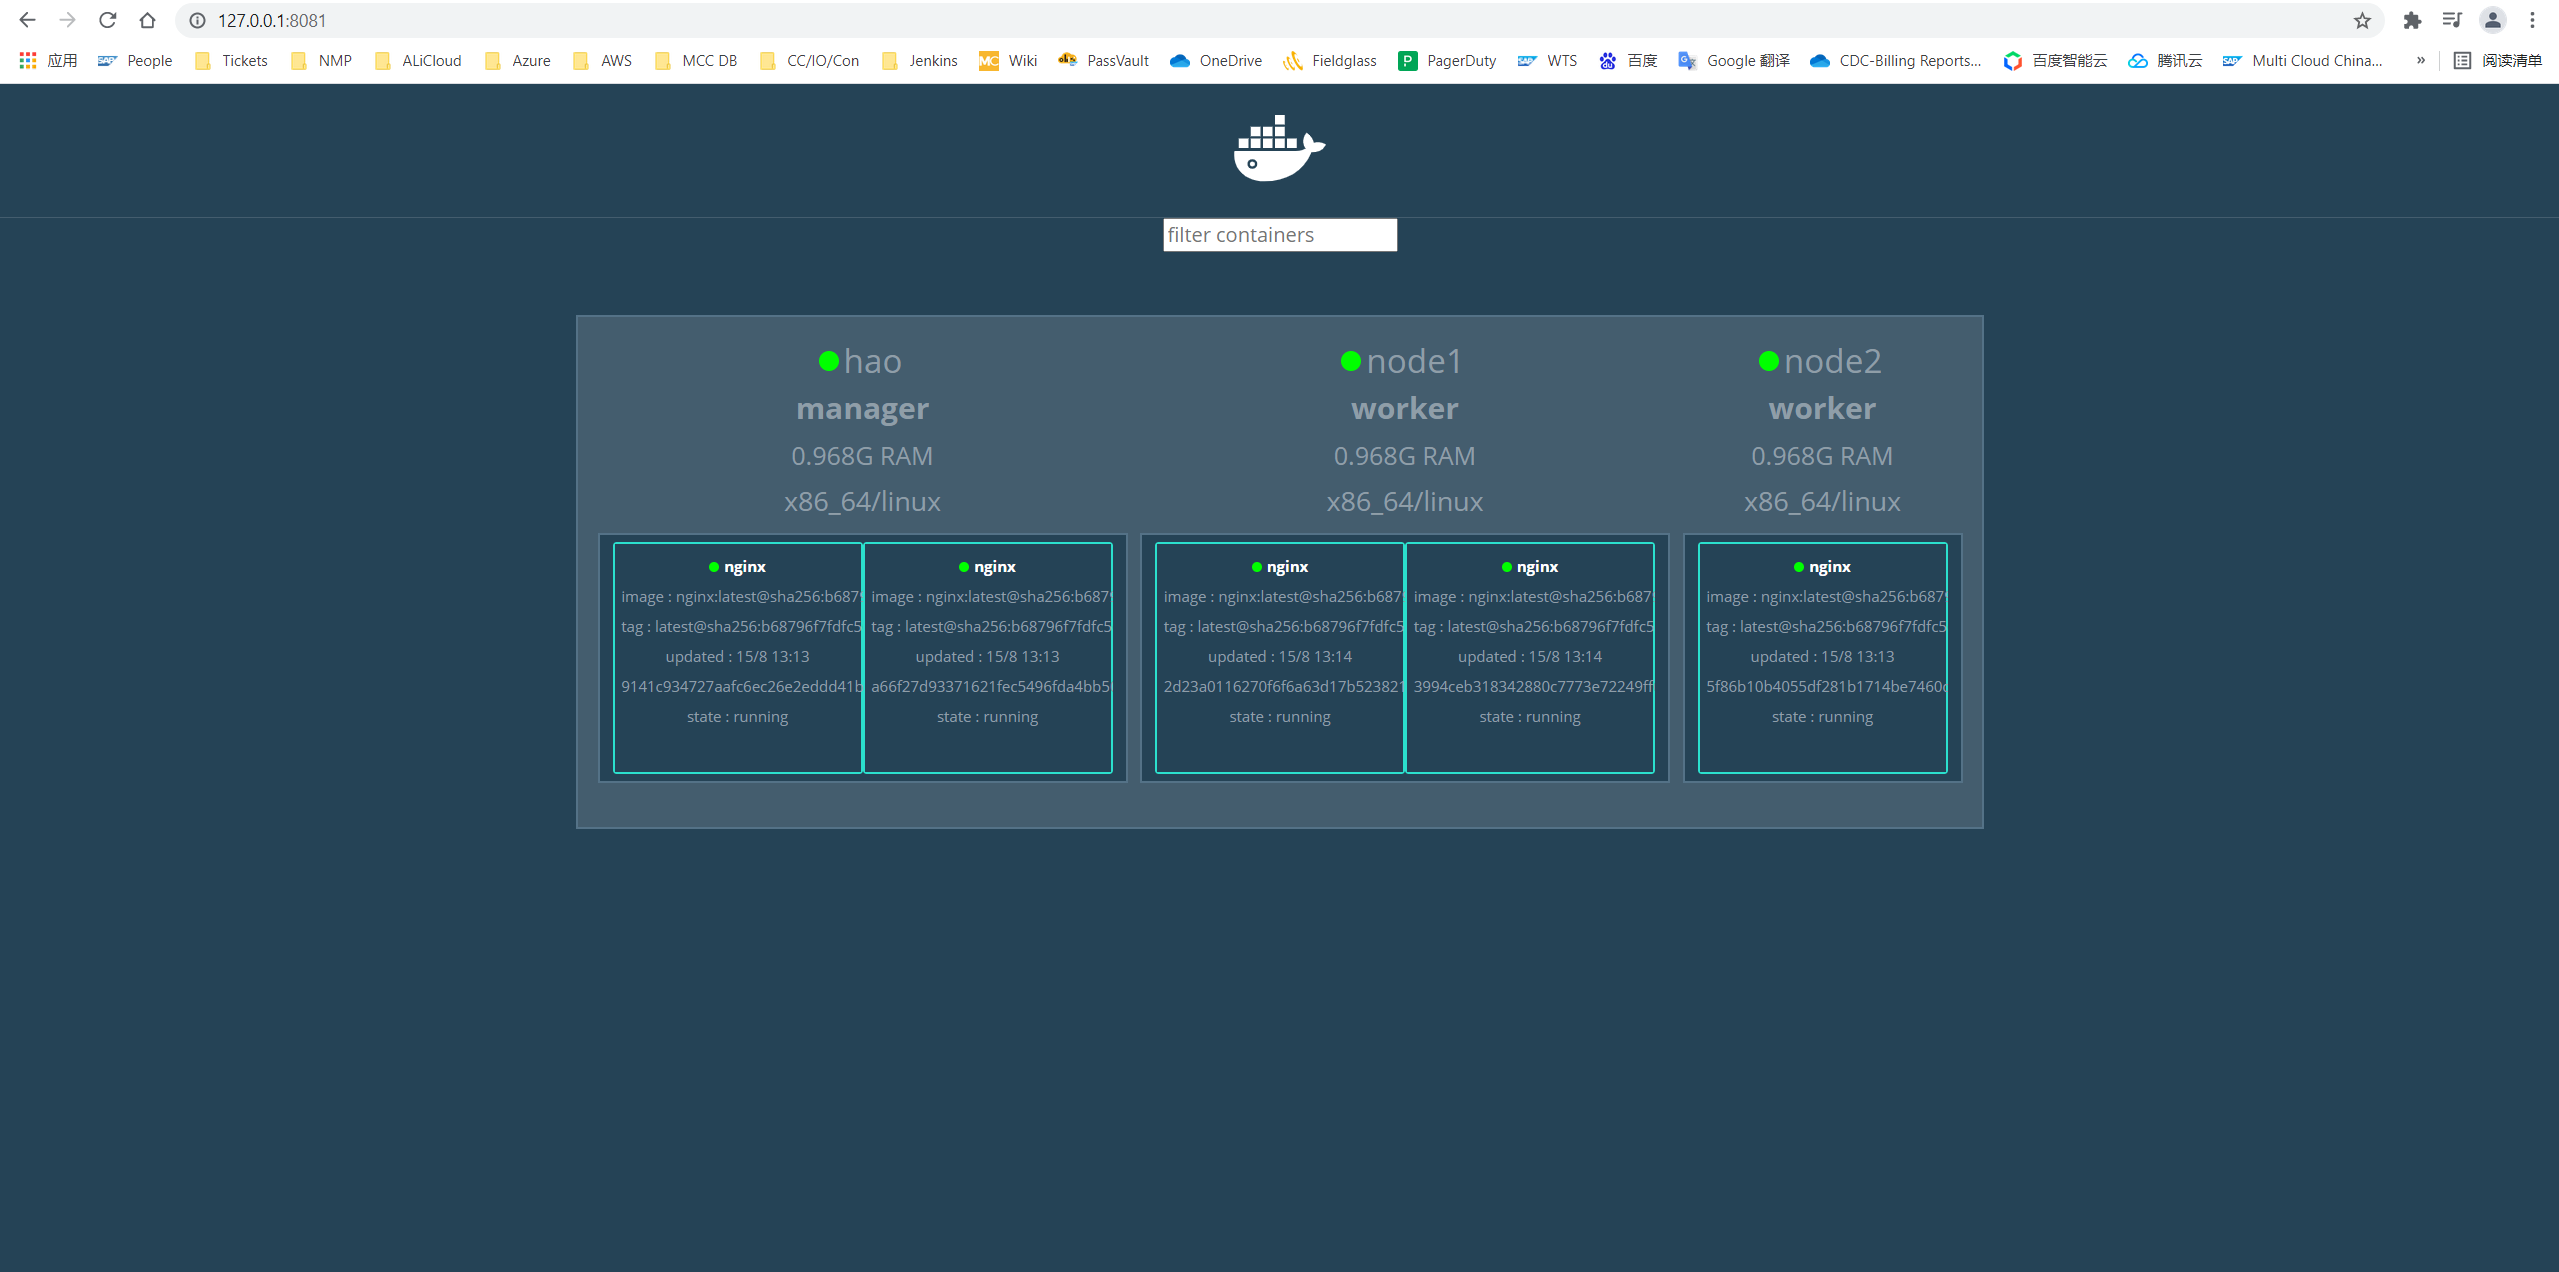 127.0.0.1:8081
应用 People Tickets NMP ALiCloud Azure AWS MCC DB CC/IO/Con Jenkins Wiki PassVault OneDrive Fieldglass PagerDuty WTS 百度 Google 翻译 CDC-Billing Reports... 百度智能云 腾讯云 Multi Cloud China... » 阅读清单
filter containers
hao node1 node2
manager worker worker
0.968G RAM 0.968G RAM 0.968G RAM
x86_64/linux x86_64/linux x86_64/linux
nginx nginx nginx nginx nginx
image : nginx:latest@sha256:b6879 image : nginx:latest@sha256:b687 image : nginx:latest@sha256:b687 image : nginx:latest@sha256:b687 image : nginx:latest@sha256:b687
tag : latest@sha256:b68796f7fdfc5 tag : latest@sha256:b68796f7fdfc5 tag : latest@sha256:b68796f7fdfc5 tag : latest@sha256:b68796f7fdfc5 tag : latest@sha256:b68796f7fdfc5
updated : 15/8 13:13 updated : 15/8 13:13 updated : 15/8 13:14 updated : 15/8 13:14 updated : 15/8 13:13
9141c934727aafc6ec26e2eddd41b a66f27d93371621fec5496fda4bb5 2d23a0116270f6f6a63d17b523821 3994ceb318342880c7773e72249ff 5f86b10b4055df281b1714be7460
state : running state : running state : running state : running state : running